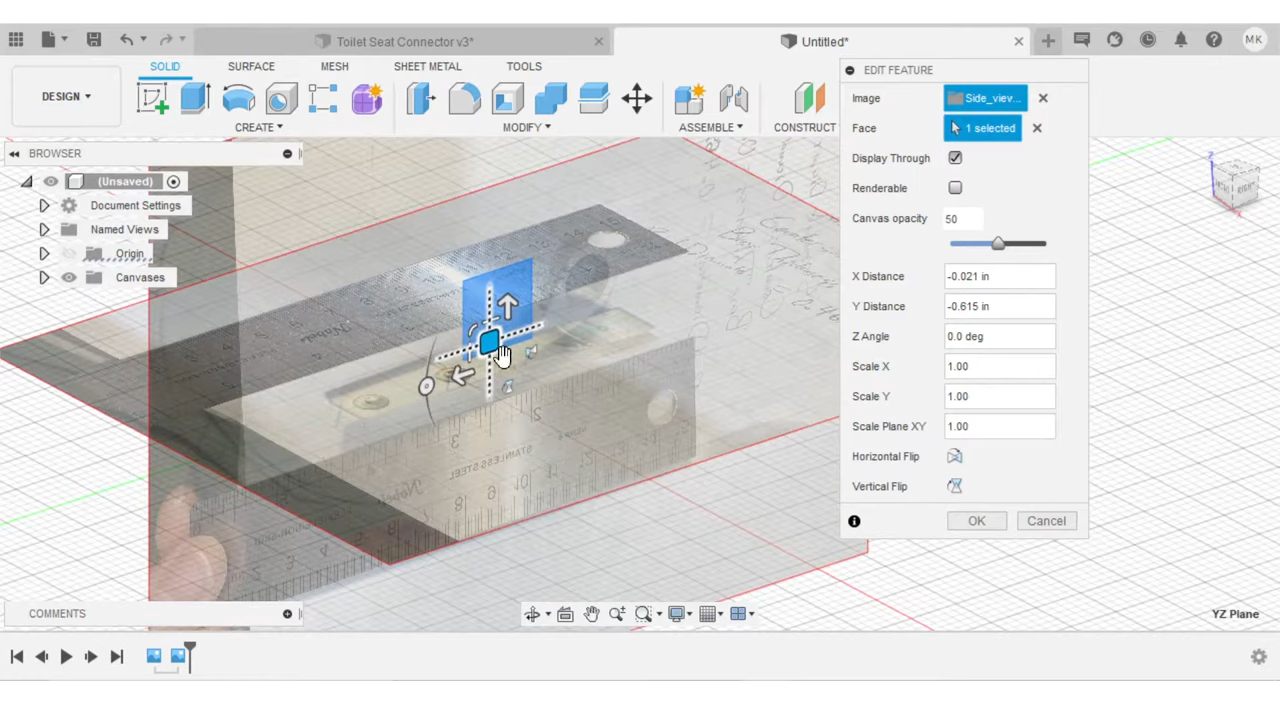 Toilet Seat Connector v3*
Untitled*
MK
DESIGN
SOLID
SURFACE
MESH
SHEET METAL
TOOLS
CREATE
MODIFY
ASSEMBLE
CONSTRUCT
BROWSER
(Unsaved)
Document Settings
Named Views
Origin
Canvases
EDIT FEATURE
Image
Side_view...
Face
1 selected
Display Through
Renderable
Canvas opacity
50
X Distance
-0.021 in
Y Distance
-0.615 in
Z Angle
0.0 deg
Scale X
1.00
Scale Y
1.00
Scale Plane XY
1.00
Horizontal Flip
Vertical Flip
OK
Cancel
Z
RIGHT
STAINLESS STEEL
COMMENTS
YZ Plane